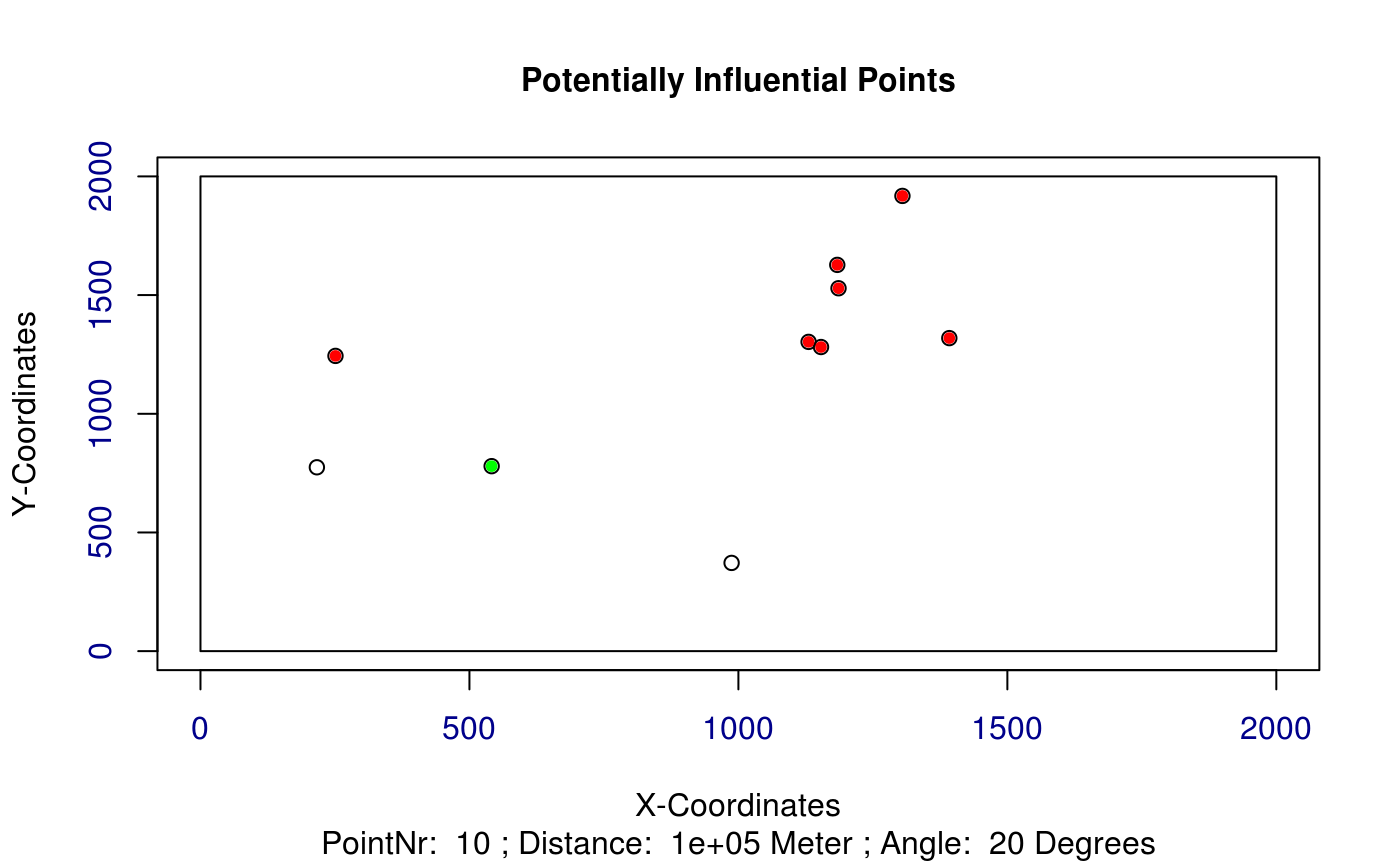 Potentially Influential Points
Y-Coordinates
2000
1500
1000
500
0
0 500 1000 1500 2000
X-Coordinates
PointNr:  10 ; Distance:  1e+05 Meter ; Angle:  20 Degrees